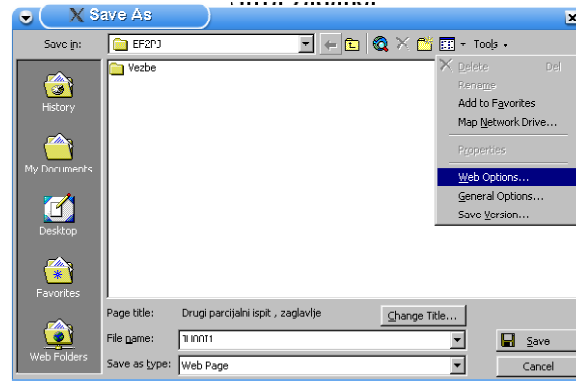 Save As
Save in:
EF2PJ
Tools
Vezbe
Delete Del
Rename
Add to Favorites
Map Network Drive...
Properties
Web Options...
General Options...
Save Version...
History
My Documents
Desktop
Favorites
Web Folders
Page title: Drugi parcijalni ispit , zaglavlje
Change Title...
File name:
Save
Save as type: Web Page
Cancel